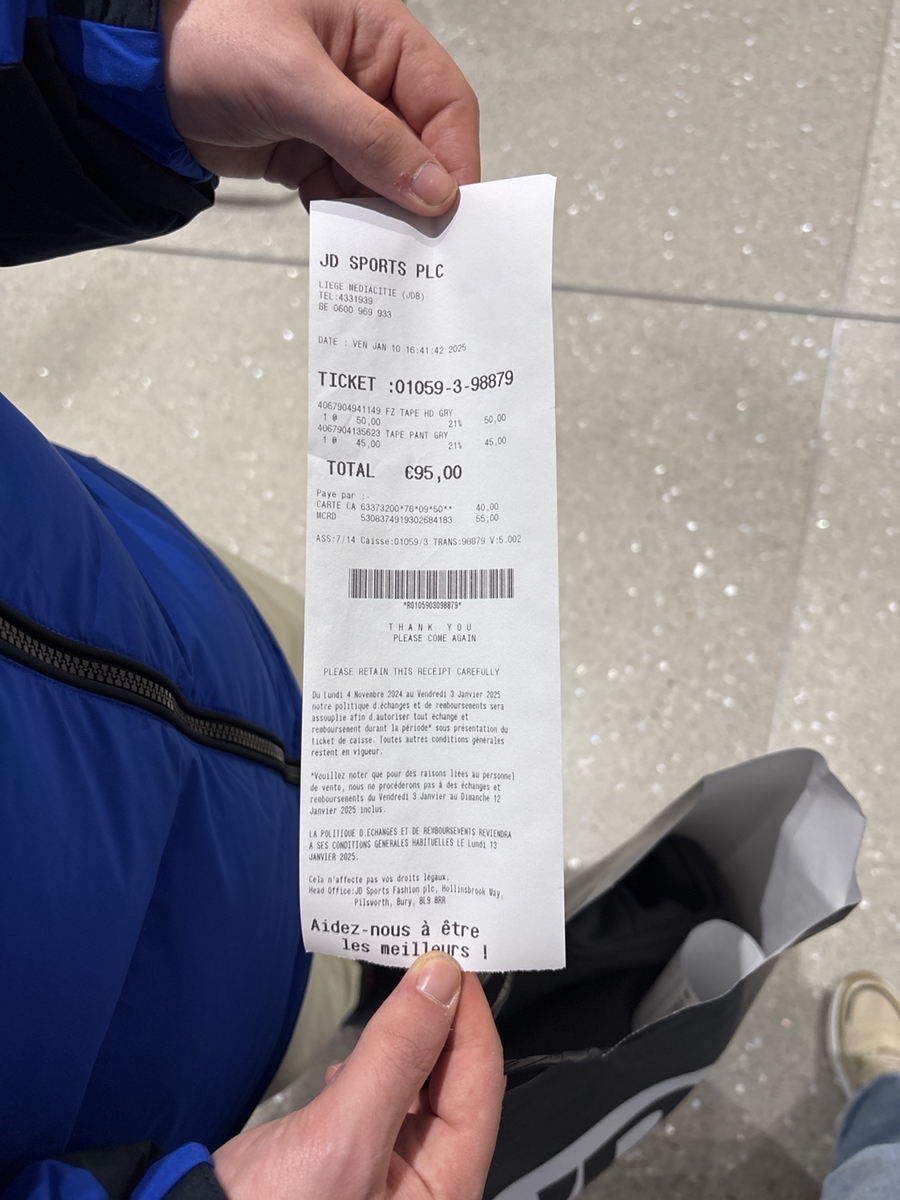 JD SPORTS PLC
LIEGE MEDIACITIE (JDB)
TEL:4331939
BE 0600 969 933
DATE : VEN JAN 10 16:41:42 2025
TICKET :01059-3-98879
4067904941149 FZ TAPE HD GRY
1 @ 50,00 21% 50,00
4067904135623 TAPE PANT GRY
1 @ 45,00 21% 45,00
TOTAL €95,00
Paye par :-
CARTE CA 63373200*76*09*50** 40,00
MCRD 5308374919302684183 55,00
ASS:7/14 Caisse:01059/3 TRANS:98879 V:5.002
*R0105903098879*
THANK YOU
PLEASE COME AGAIN
PLEASE RETAIN THIS RECEIPT CAREFULLY
Du Lundi 4 Novembre 2024 au Vendredi 3 Janvier 2025
notre politique d.échanges et de remboursements sera
assouplie afin d.autoriser tout échange et
remboursement durant la période* sous présentation du
ticket de caisse. Toutes autres conditions générales
restent en vigueur.
*Veuillez noter que pour des raisons liées au personnel
de vente, nous ne procéderons pas à des échanges et
remboursements du Vendredi 3 Janvier au Dimanche 12
Janvier 2025 inclus.
LA POLITIQUE D.ECHANGES ET DE REMBOURSEMENTS REVIENDRA
A SES CONDITIONS GENERALES HABITUELLES LE Lundi 13
JANVIER 2025.
Cela n'affecte pas vos droits légaux.
Head Office:JD Sports Fashion plc, Hollinsbrook Way,
Pilsworth, Bury, BL9 8RR
Aidez-nous à être
les meilleurs !